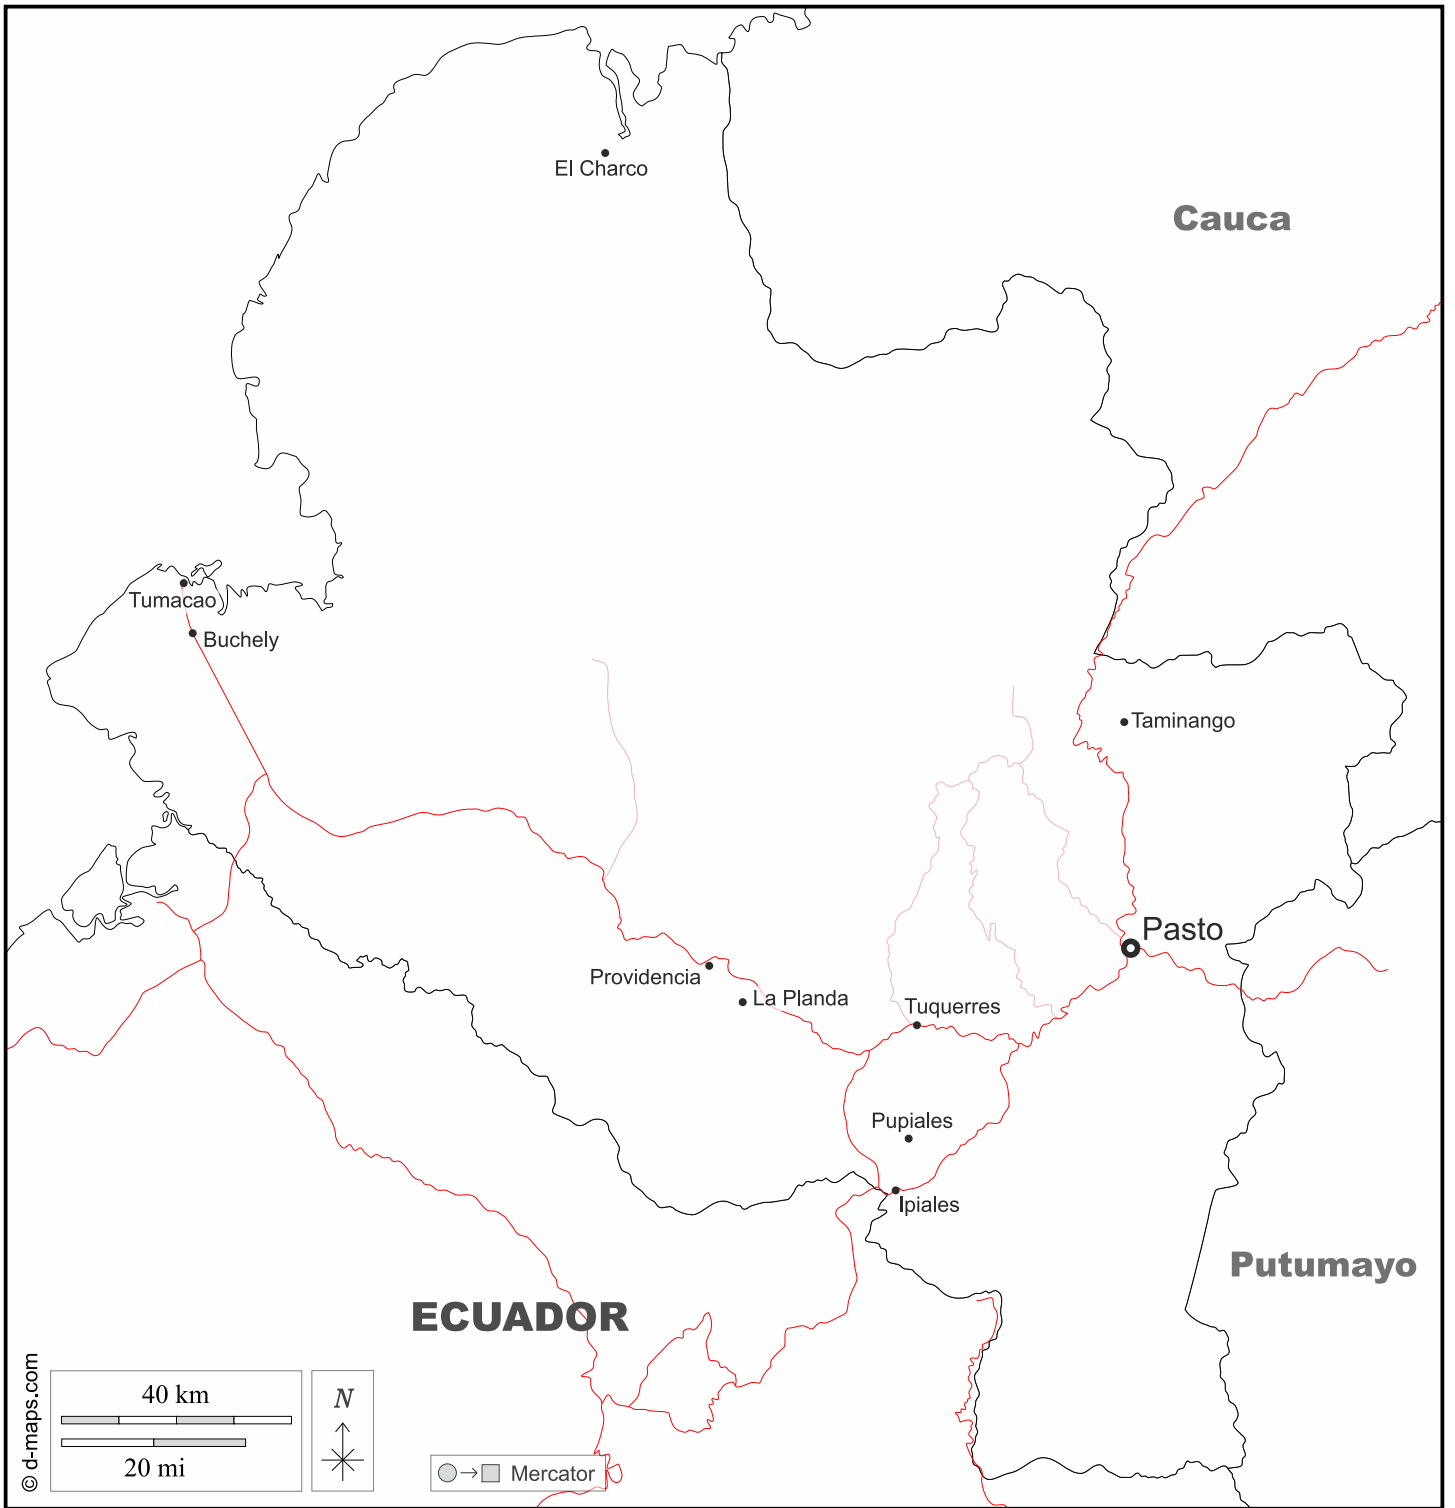 El Charco
Cauca
Tumacao
Buchely
Taminango
Pasto
Providencia
La Planda
Tuquerres
Pupiales
Ipiales
Putumayo
ECUADOR
© d-maps.com
40 km
20 mi
N
Mercator